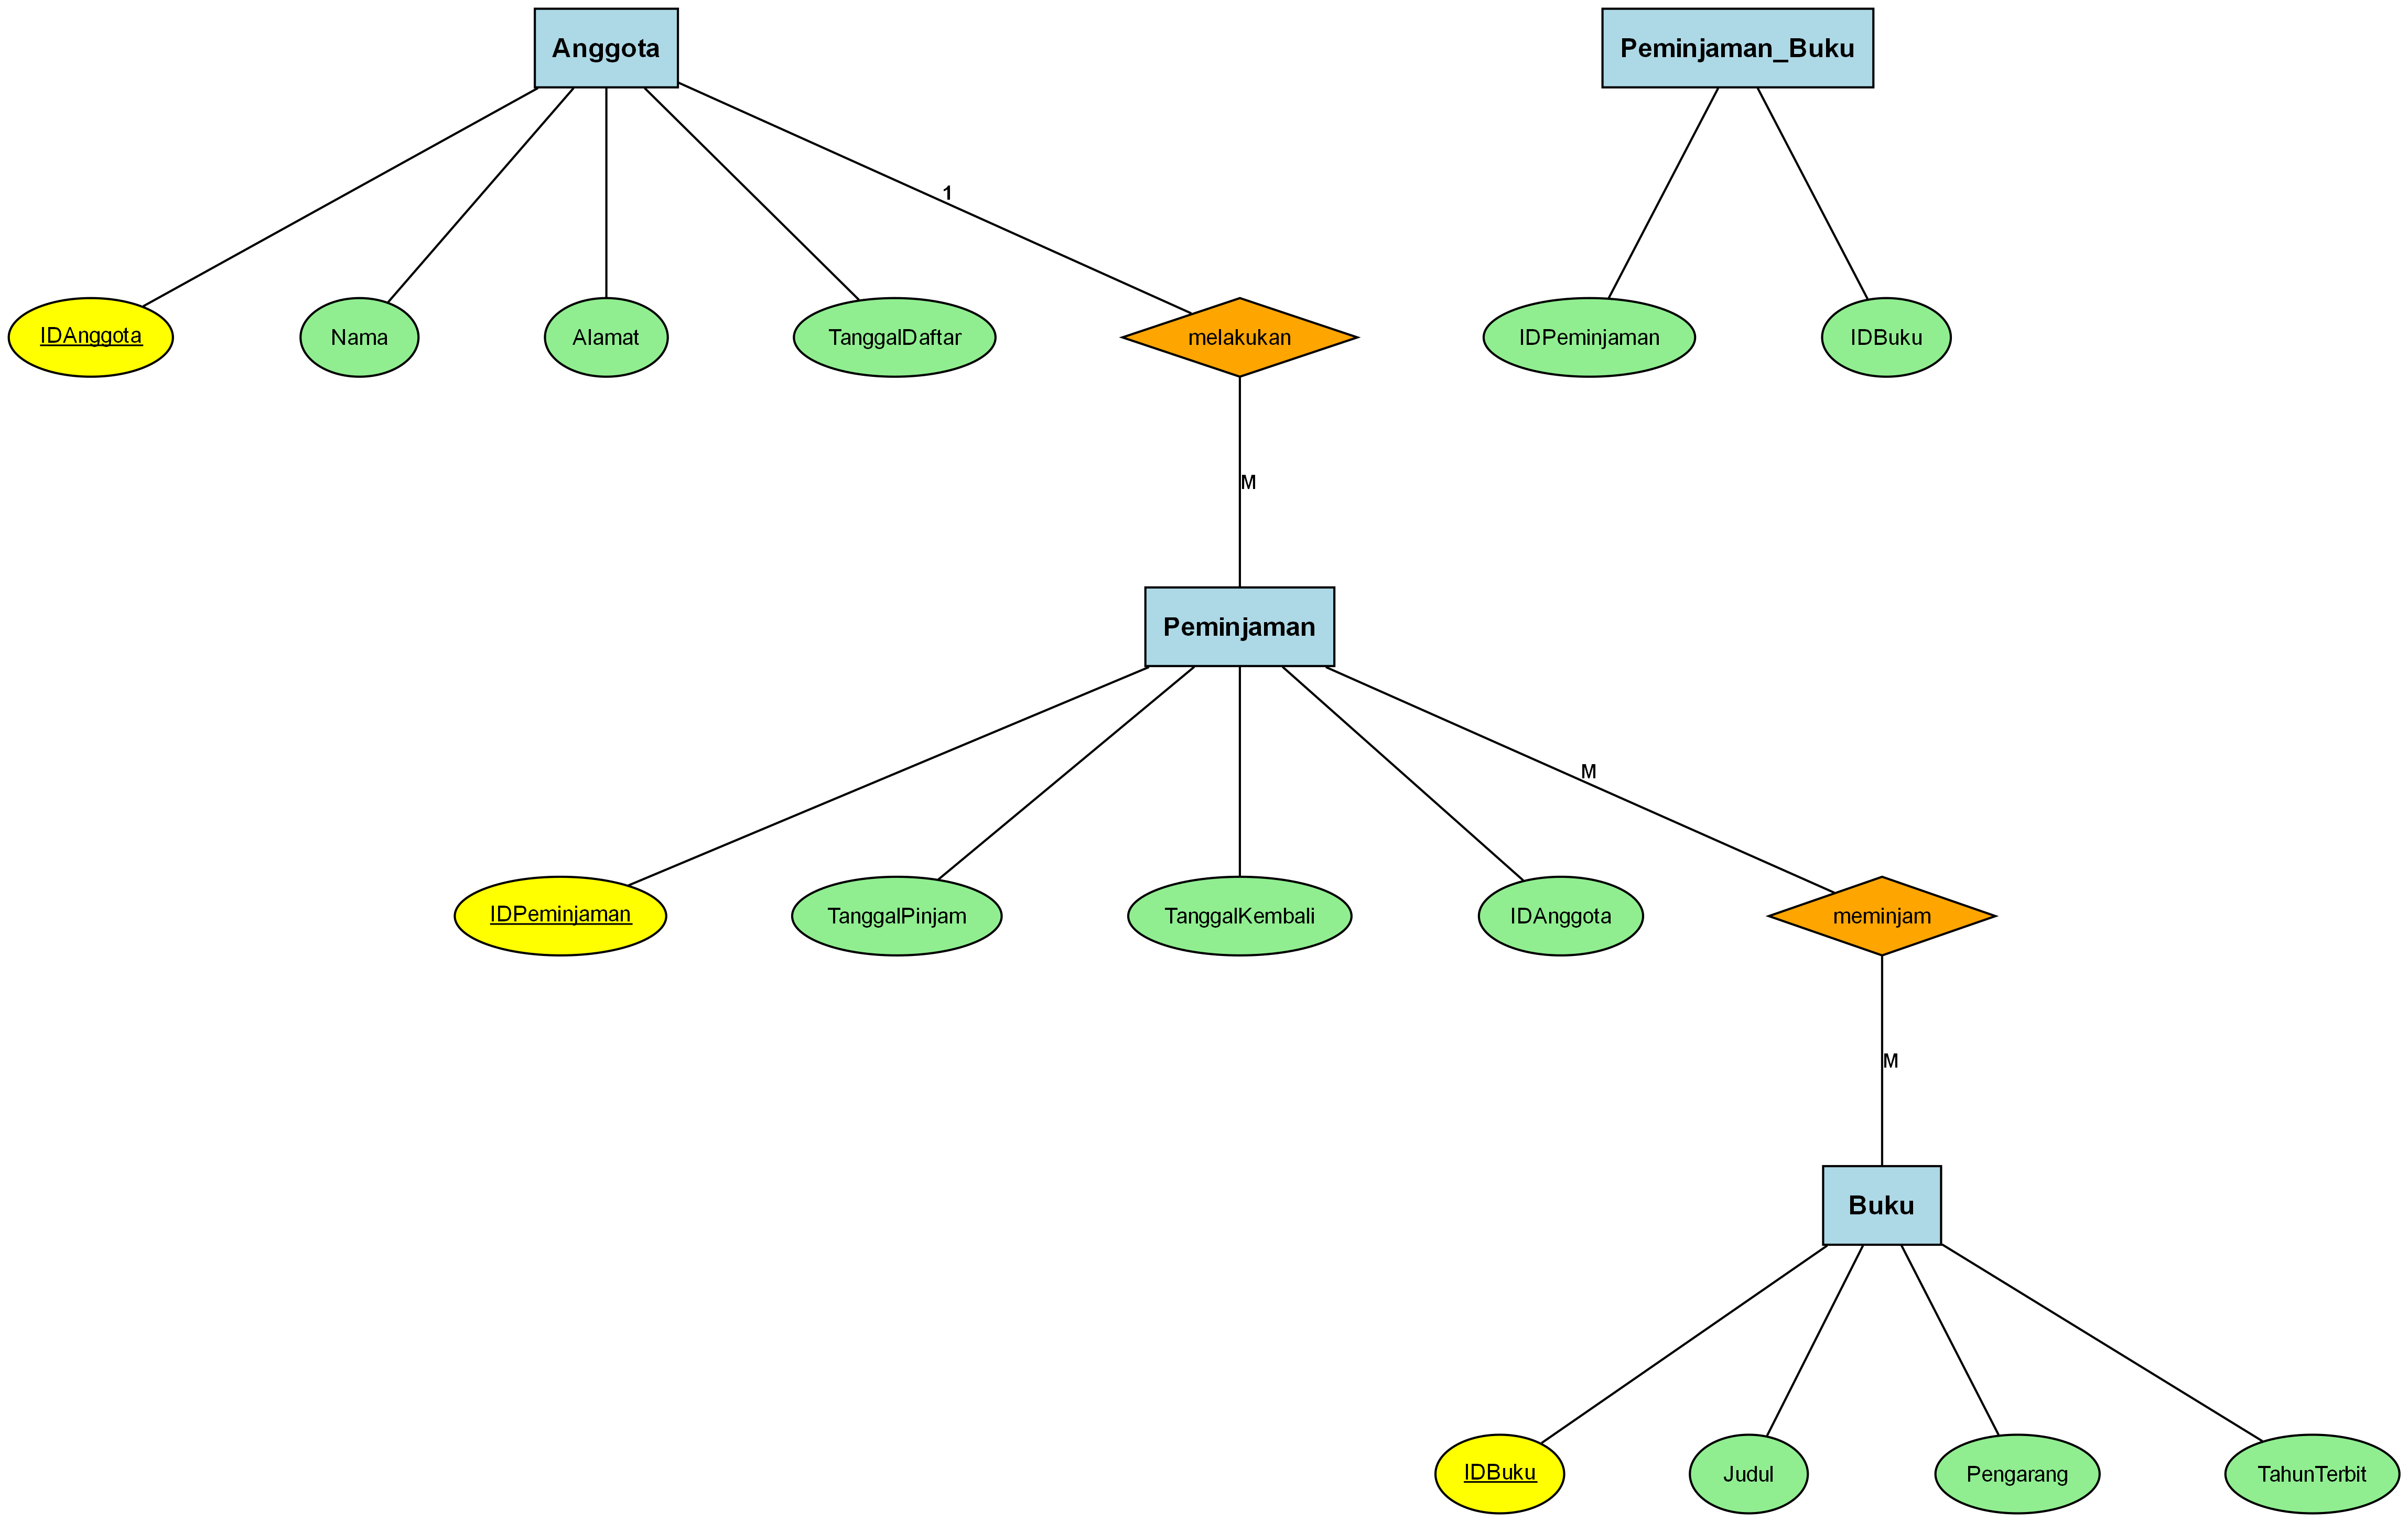 Anggota
Peminjaman_Buku
1
IDAnggota
Nama
Alamat
TanggalDaftar
melakukan
IDPeminjaman
IDBuku
M
Peminjaman
M
IDPeminjaman
TanggalPinjam
TanggalKembali
IDAnggota
meminjam
M
Buku
IDBuku
Judul
Pengarang
TahunTerbit